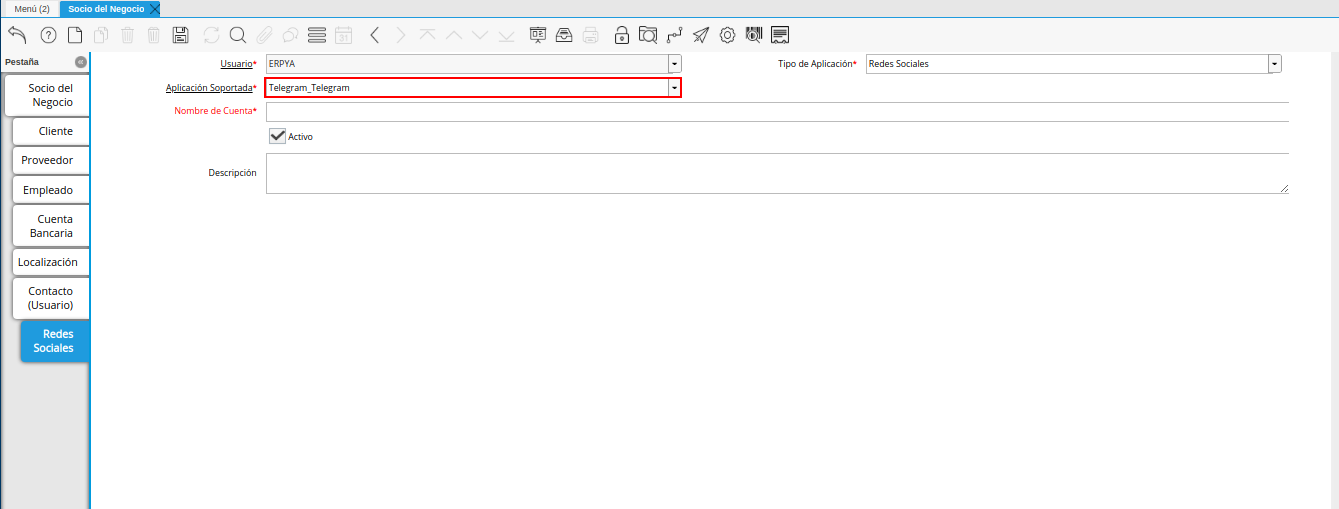 Menú (2)
Socio del Negocio
31
Pestaña
Socio del
Negocio
Cliente
Proveedor
Empleado
Cuenta
Bancaria
Localización
Contacto
(Usuario)
Redes
Sociales
Usuario* ERPYA
Tipo de Aplicación* Redes Sociales
Aplicación Soportada* Telegram_Telegram
Nombre de Cuenta*
Activo
Descripción